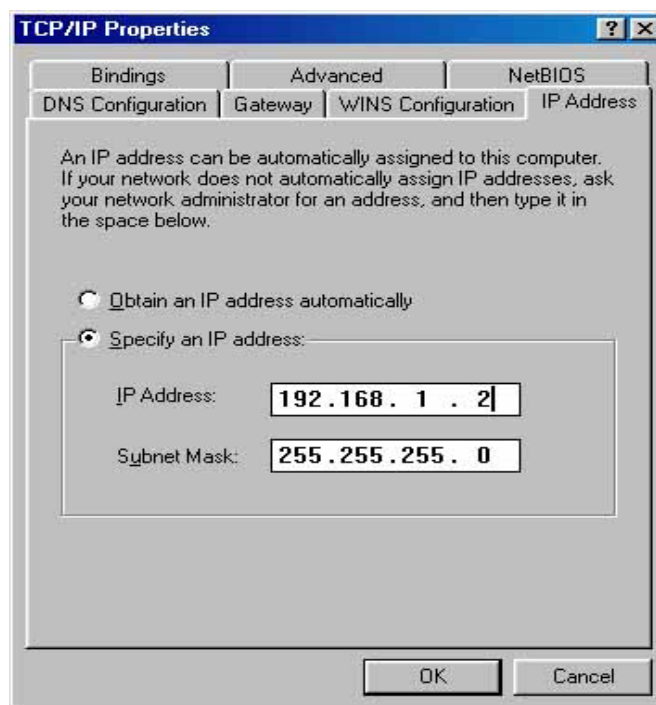 TCP/IP Properties
Bindings
Advanced
NetBIOS
DNS Configuration
Gateway
WINS Configuration
IP Address
An IP address can be automatically assigned to this computer.
If your network does not automatically assign IP addresses, ask
your network administrator for an address, and then type it in
the space below.
Obtain an IP address automatically
Specify an IP address:
IP Address:
192.168. 1 . 2
Subnet Mask:
255.255.255. 0
OK
Cancel